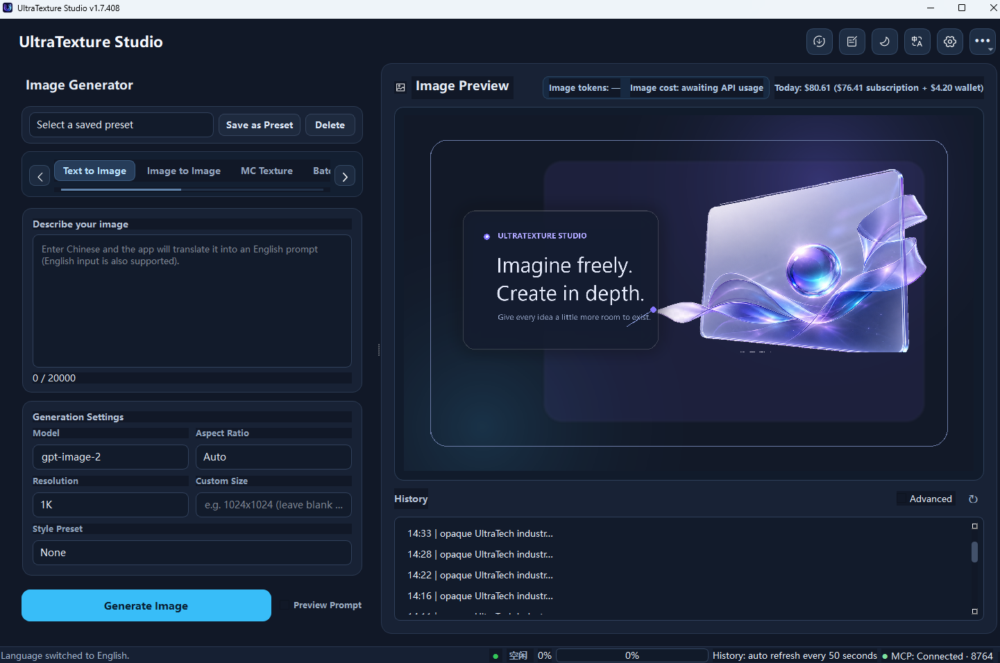 UltraTexture Studio v1.7.408
UltraTexture Studio
Image Generator
Select a saved preset
Save as Preset
Delete
Text to Image
Image to Image
MC Texture
Describe your image
Enter Chinese and the app will translate it into an English prompt
(English input is also supported).
0 / 20000
Generation Settings
Model
Aspect Ratio
gpt-image-2
Auto
Resolution
Custom Size
1K
e.g. 1024x1024 (leave blank ...
Style Preset
None
Generate Image
Preview Prompt
Image Preview
Image tokens: —
Image cost: awaiting API usage
Today: $80.61 ($76.41 subscription + $4.20 wallet)
ULTRATEXTURE STUDIO
Imagine freely.
Create in depth.
Give every idea a little more room to exist.
History
Advanced
14:33 | opaque UltraTech industr...
14:28 | opaque UltraTech industr...
14:22 | opaque UltraTech industr...
14:16 | opaque UltraTech industr...
Language switched to English.
空闲
0%
0%
History: auto refresh every 50 seconds
MCP: Connected · 8764